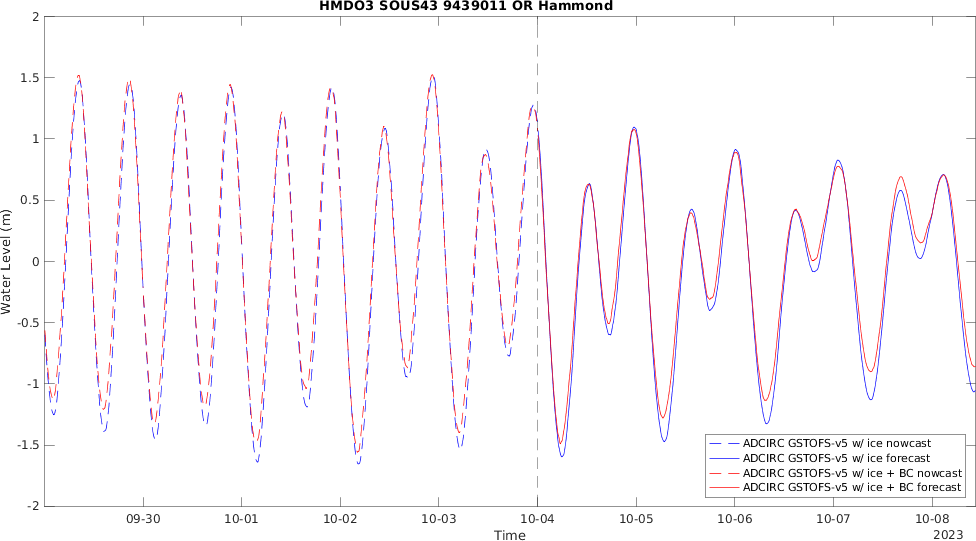 HMDO3 SOUS43 9439011 OR Hammond
2
1.5
1
0.5
0
-0.5
-1
-1.5
-2
Water Level (m)
09-30
10-01
10-02
10-03
10-04
10-05
10-06
10-07
10-08
Time
2023
ADCIRC GSTOFS-v5 w/ ice nowcast
ADCIRC GSTOFS-v5 w/ ice forecast
ADCIRC GSTOFS-v5 w/ ice + BC nowcast
ADCIRC GSTOFS-v5 w/ ice + BC forecast